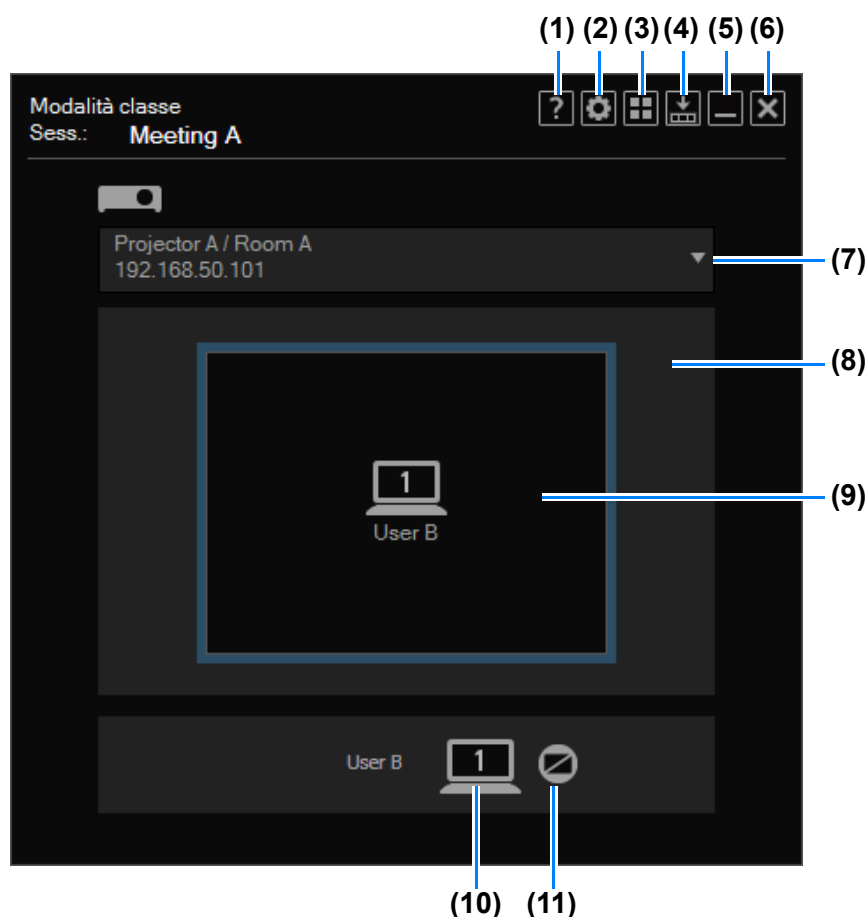 (1) (2) (3) (4) (5) (6)
Modalità classe
?
Sess.: Meeting A
Projector A / Room A
192.168.50.101
(7)
(8)
1
(9)
User B
User B
1
(10) (11)